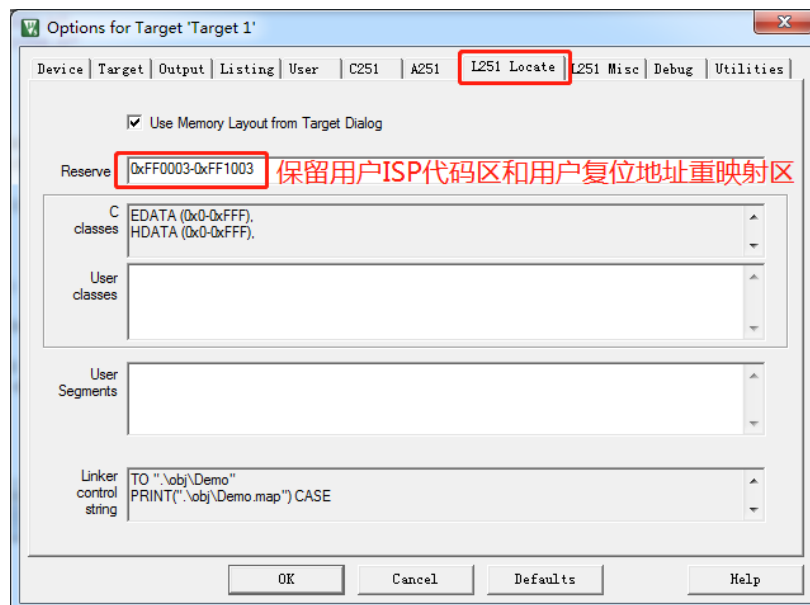 Options for Target 'Target 1'
Device Target Output Listing User C251 A251 L251 Locate L251 Misc Debug Utilities
Use Memory Layout from Target Dialog
Reserve 0xFF0003-0xFF1003 保留用户ISP代码区和用户复位地址重映射区
C classes
EDATA (0x0-0xFFF),
HDATA (0x0-0xFFF),
User classes
User Segments
Linker control string
TO ".\obj\Demo"
PRINT(".\obj\Demo.map") CASE
OK Cancel Defaults Help